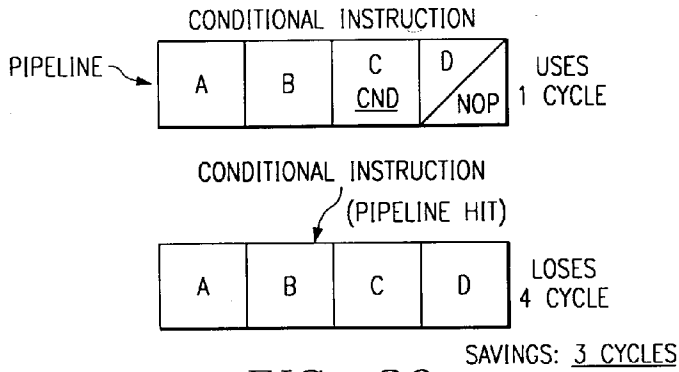 CONDITIONAL INSTRUCTION
PIPELINE
A
B
C
CND
D
NOP
USES
1 CYCLE
CONDITIONAL INSTRUCTION
(PIPELINE HIT)
A
B
C
D
LOSES
4 CYCLE
SAVINGS: 3 CYCLES